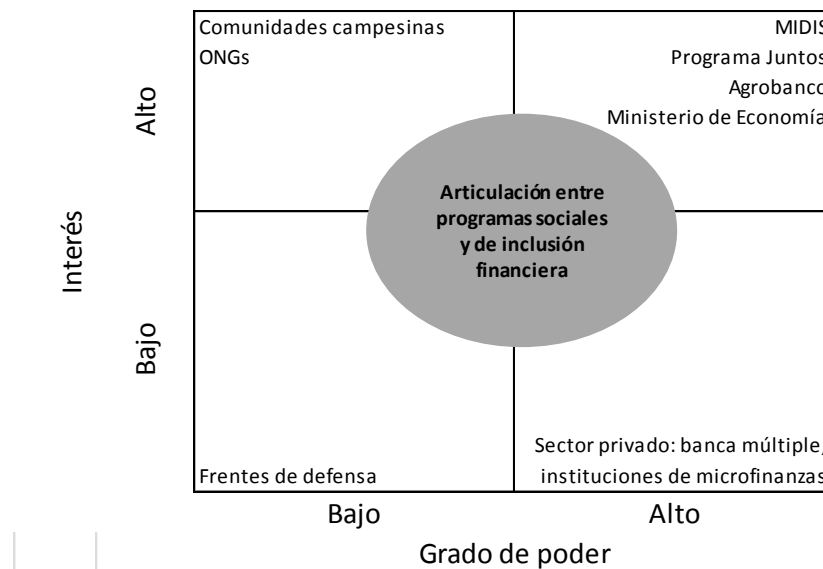 Comunidades campesinas
ONGs
MIDIS
Programa Juntos
Agrobanco
Ministerio de Economía
Alto
Interés
Bajo
Articulación entre
programas sociales
y de inclusión
financiera
Frentes de defensa
Sector privado: banca múltiple,
instituciones de microfinanzas
Bajo
Alto
Grado de poder